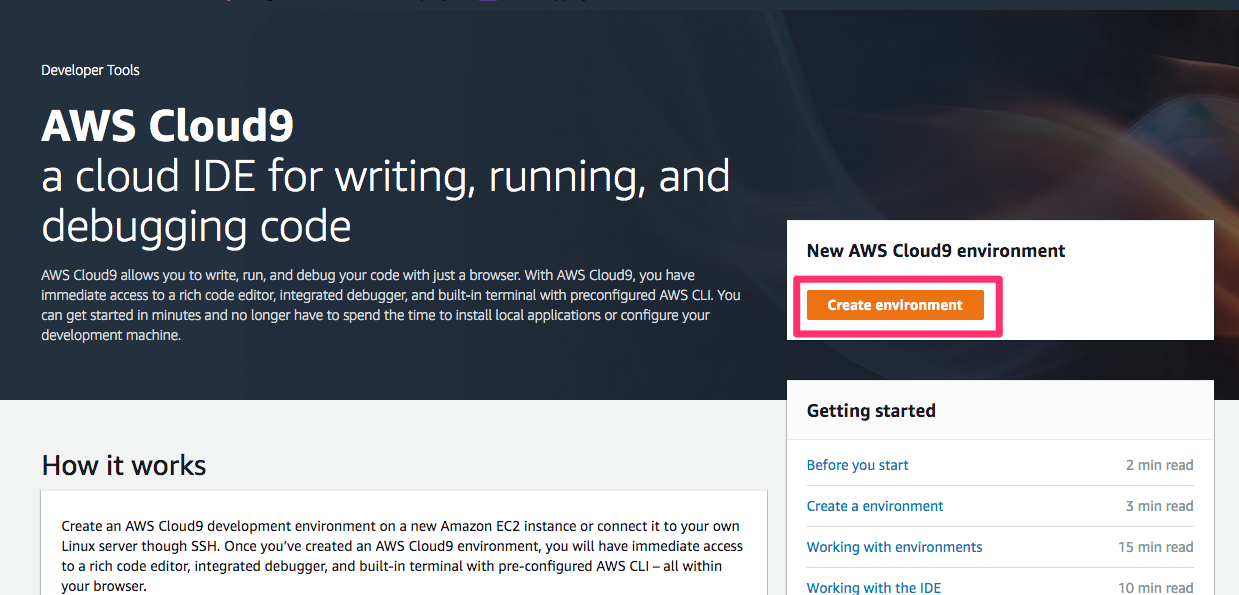 Developer Tools
AWS Cloud9
a cloud IDE for writing, running, and
debugging code
AWS Cloud9 allows you to write, run, and debug your code with just a browser. With AWS Cloud9, you have
immediate access to a rich code editor, integrated debugger, and built-in terminal with preconfigured AWS CLI. You
can get started in minutes and no longer have to spend the time to install local applications or configure your
development machine.
New AWS Cloud9 environment
Create environment
How it works
Create an AWS Cloud9 development environment on a new Amazon EC2 instance or connect it to your own
Linux server though SSH. Once you’ve created an AWS Cloud9 environment, you will have immediate access
to a rich code editor, integrated debugger, and built-in terminal with pre-configured AWS CLI – all within
your browser.
Getting started
Before you start 2 min read
Create a environment 3 min read
Working with environments 15 min read
Working with the IDE 10 min read